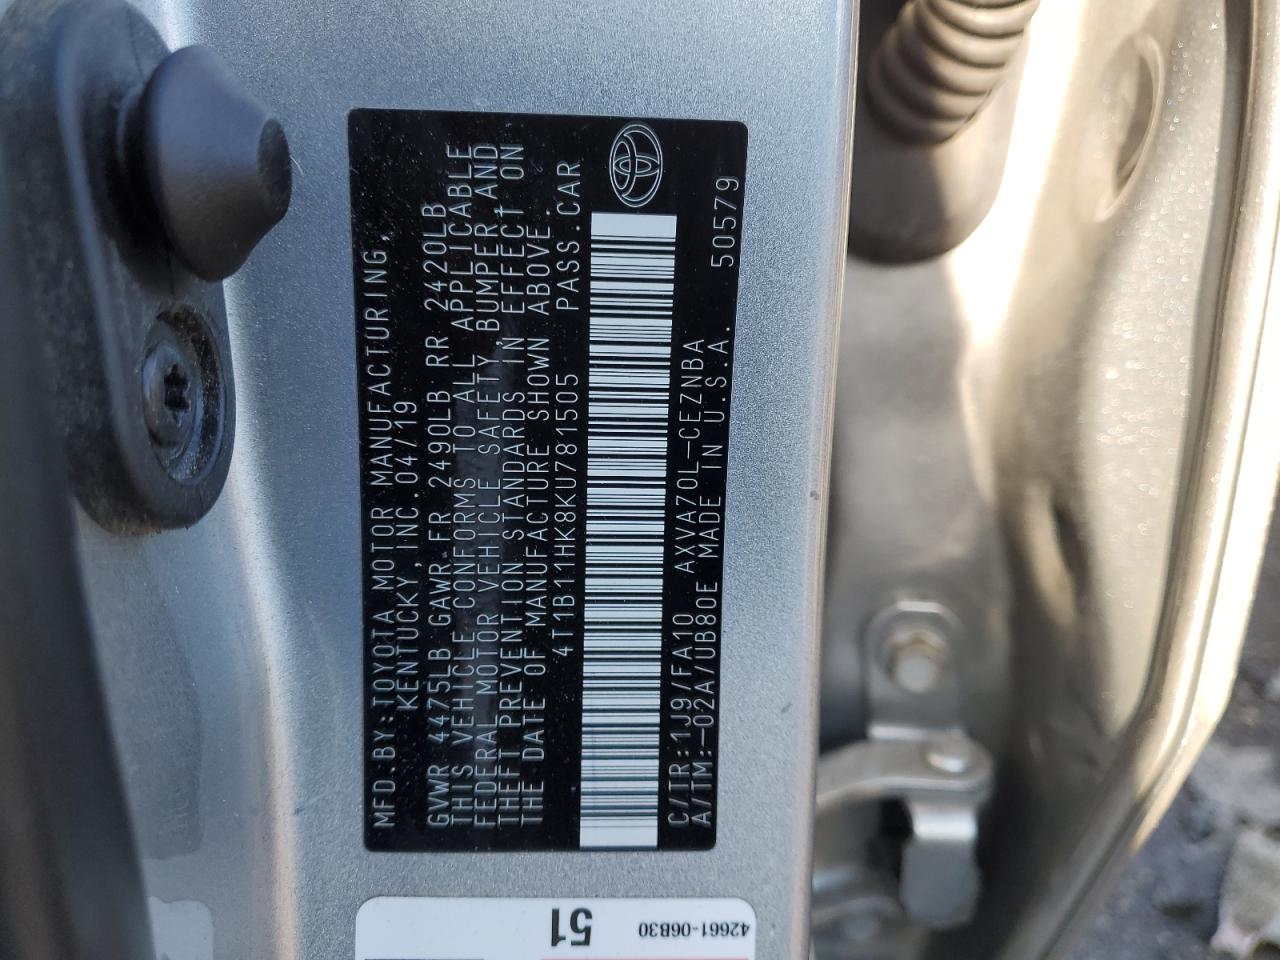 MFD.BY:TOYOTA MOTOR MANUFACTURING,
KENTUCKY,INC.04/19
GVWR 4475LB GAWR FR 2490LB RR 2420LB
THIS VEHICLE CONFORMS TO ALL APPLICABLE
FEDERAL MOTOR VEHICLE SAFETY,BUMPER,AND
THEFT PREVENTION STANDARDS IN EFFECT ON
THE DATE OF MANUFACTURE SHOWN ABOVE.
4T1B11HK8KU781505 PASS.CAR
C/TR:1J9/FA10 AXVA70L-CEZNBA 50579
A/TM:-02A/UB80E MADE IN U.S.A.
51
42661-06B30